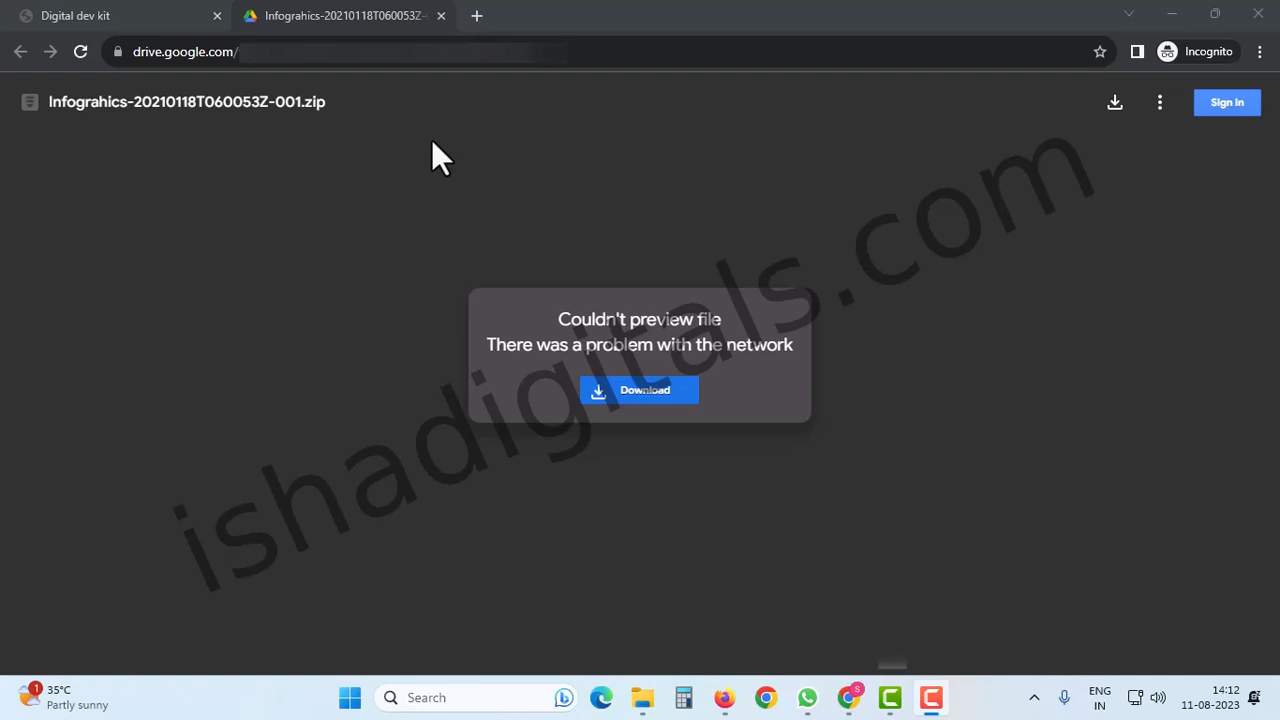 Digital dev kit
Infograhics-20210118T060053Z-
drive.google.com/
Incognito
Infograhics-20210118T060053Z-001.zip
Sign in
Couldn't preview file
There was a problem with the network
Download
ishadigitals.com
1
35°C
Partly sunny
Search
S
ENG
IN
14:12
11-08-2023